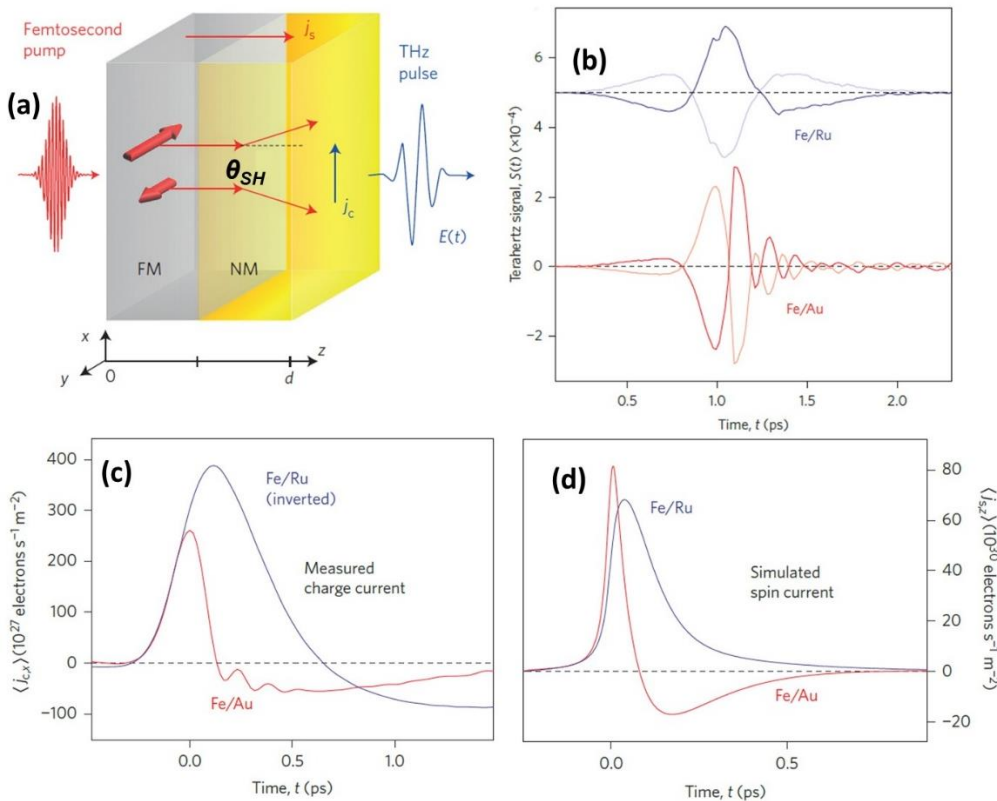 (a)
Femtosecond
pump
j_s
THz
pulse
θ_SH
j_c
E(t)
FM
NM
x
y
0
d
z
(b)
Terahertz signal, S(t) (×10⁻⁴)
6
4
2
0
−2
Fe/Ru
Fe/Au
0.5
1.0
1.5
2.0
Time, t (ps)
(c)
⟨j_c,x⟩ (10²⁷ electrons s⁻¹ m⁻²)
400
300
200
100
0
−100
Fe/Ru
(inverted)
Measured
charge current
Fe/Au
0.0
0.5
1.0
Time, t (ps)
(d)
Fe/Ru
Simulated
spin current
Fe/Au
80
60
40
20
0
−20
⟨j_s,z⟩ (10³⁰ electrons s⁻¹ m⁻²)
0.0
0.5
Time, t (ps)